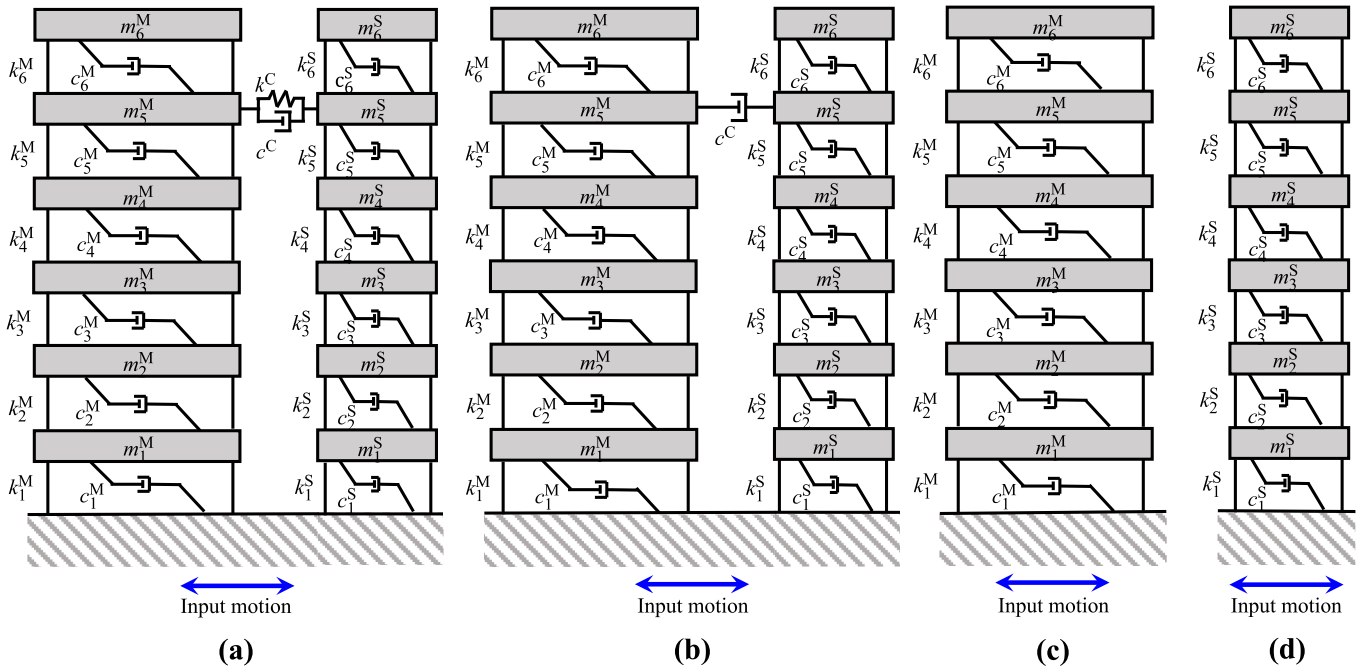 m₆ᴹ m₆ˢ m₆ᴹ m₆ˢ m₆ᴹ m₆ˢ
k₆ᴹ c₆ᴹ k₆ˢ c₆ˢ k₆ᴹ c₆ᴹ k₆ˢ c₆ˢ k₆ᴹ c₆ᴹ k₆ˢ c₆ˢ
kᶜ
m₅ᴹ m₅ˢ m₅ᴹ m₅ˢ m₅ᴹ m₅ˢ
cᶜ cᶜ
k₅ᴹ c₅ᴹ k₅ˢ c₅ˢ k₅ᴹ c₅ᴹ k₅ˢ c₅ˢ k₅ᴹ c₅ᴹ k₅ˢ c₅ˢ
m₄ᴹ m₄ˢ m₄ᴹ m₄ˢ m₄ᴹ m₄ˢ
k₄ᴹ c₄ᴹ k₄ˢ c₄ˢ k₄ᴹ c₄ᴹ k₄ˢ c₄ˢ k₄ᴹ c₄ᴹ k₄ˢ c₄ˢ
m₃ᴹ m₃ˢ m₃ᴹ m₃ˢ m₃ᴹ m₃ˢ
k₃ᴹ c₃ᴹ k₃ˢ c₃ˢ k₃ᴹ c₃ᴹ k₃ˢ c₃ˢ k₃ᴹ c₃ᴹ k₃ˢ c₃ˢ
m₂ᴹ m₂ˢ m₂ᴹ m₂ˢ m₂ᴹ m₂ˢ
k₂ᴹ c₂ᴹ k₂ˢ c₂ˢ k₂ᴹ c₂ᴹ k₂ˢ c₂ˢ k₂ᴹ c₂ᴹ k₂ˢ c₂ˢ
m₁ᴹ m₁ˢ m₁ᴹ m₁ˢ m₁ᴹ m₁ˢ
k₁ᴹ c₁ᴹ k₁ˢ c₁ˢ k₁ᴹ c₁ᴹ k₁ˢ c₁ˢ k₁ᴹ c₁ᴹ k₁ˢ c₁ˢ
Input motion Input motion Input motion Input motion
(a) (b) (c) (d)